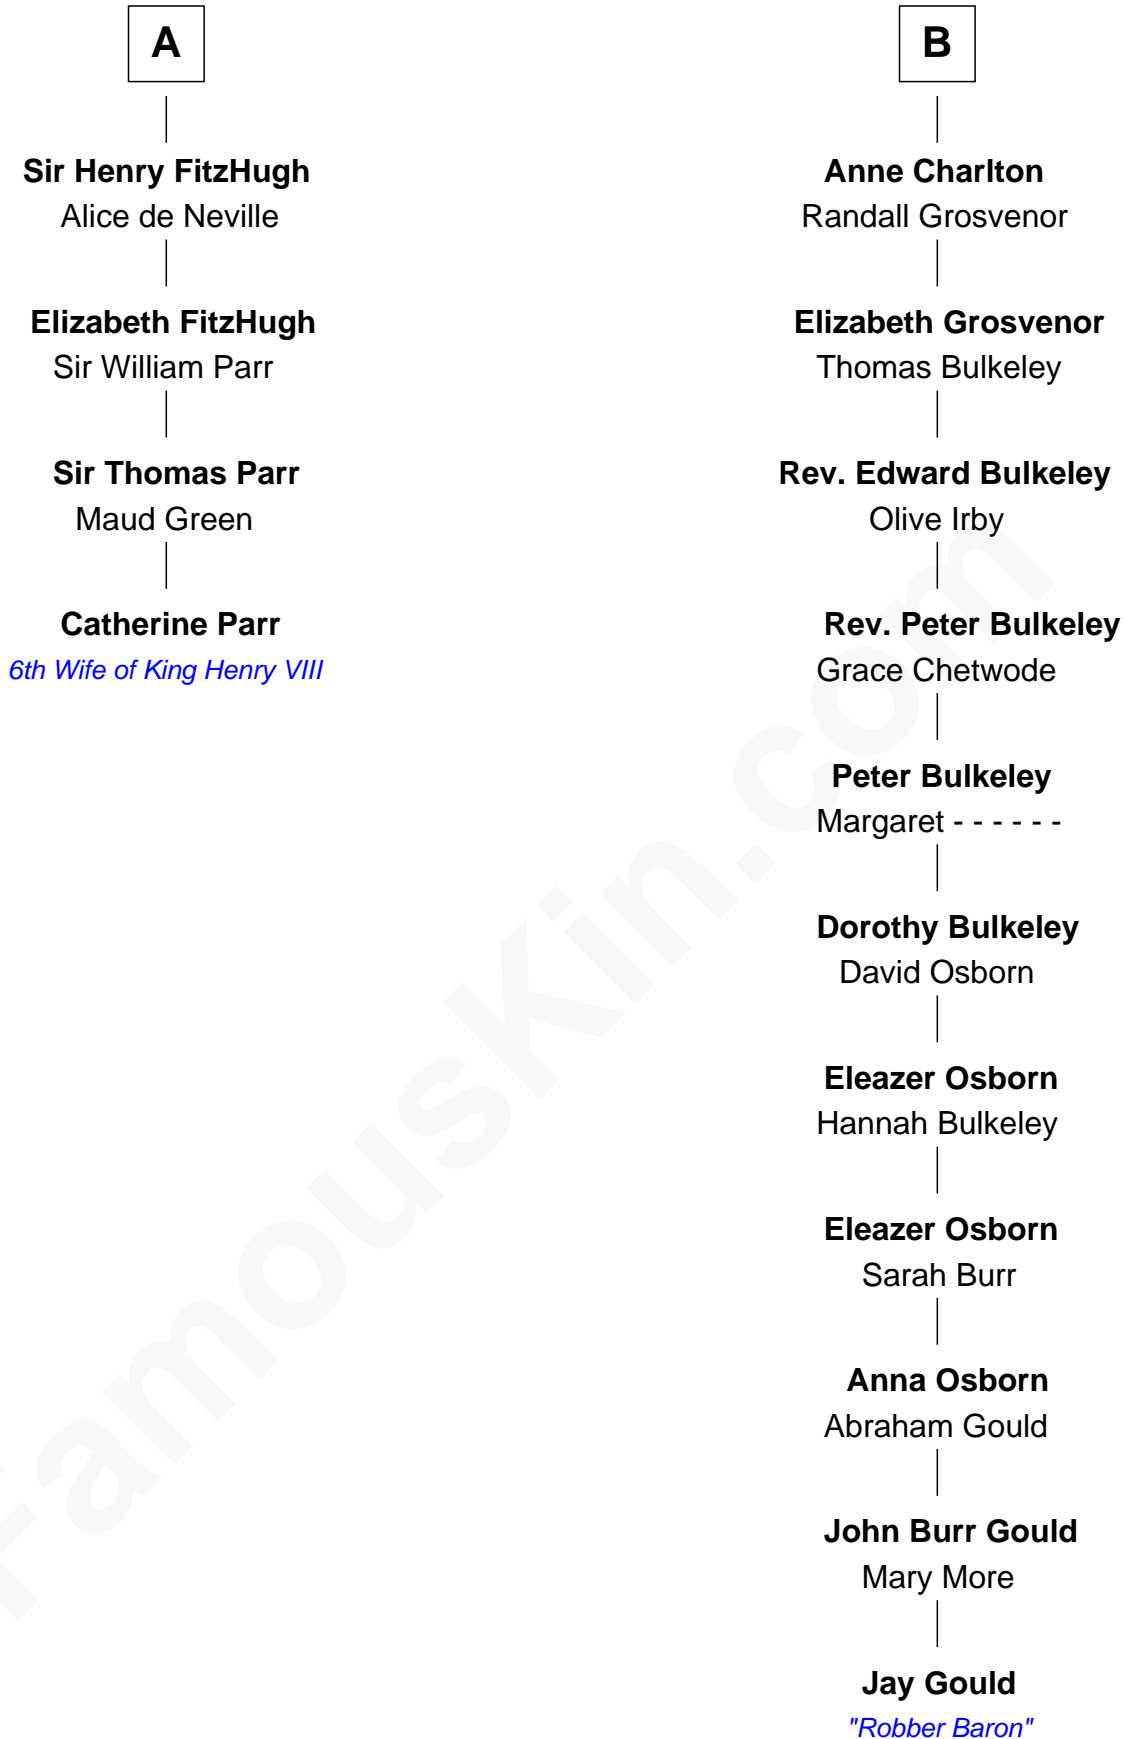 A
Sir Henry FitzHugh
Alice de Neville
Elizabeth FitzHugh
Sir William Parr
Sir Thomas Parr
Maud Green
Catherine Parr
6th Wife of King Henry VIII
B
Anne Charlton
Randall Grosvenor
Elizabeth Grosvenor
Thomas Bulkeley
Rev. Edward Bulkeley
Olive Irby
Rev. Peter Bulkeley
Grace Chetwode
Peter Bulkeley
Margaret - - - - - -
Dorothy Bulkeley
David Osborn
Eleazer Osborn
Hannah Bulkeley
Eleazer Osborn
Sarah Burr
Anna Osborn
Abraham Gould
John Burr Gould
Mary More
Jay Gould
"Robber Baron"
FamousKin.com